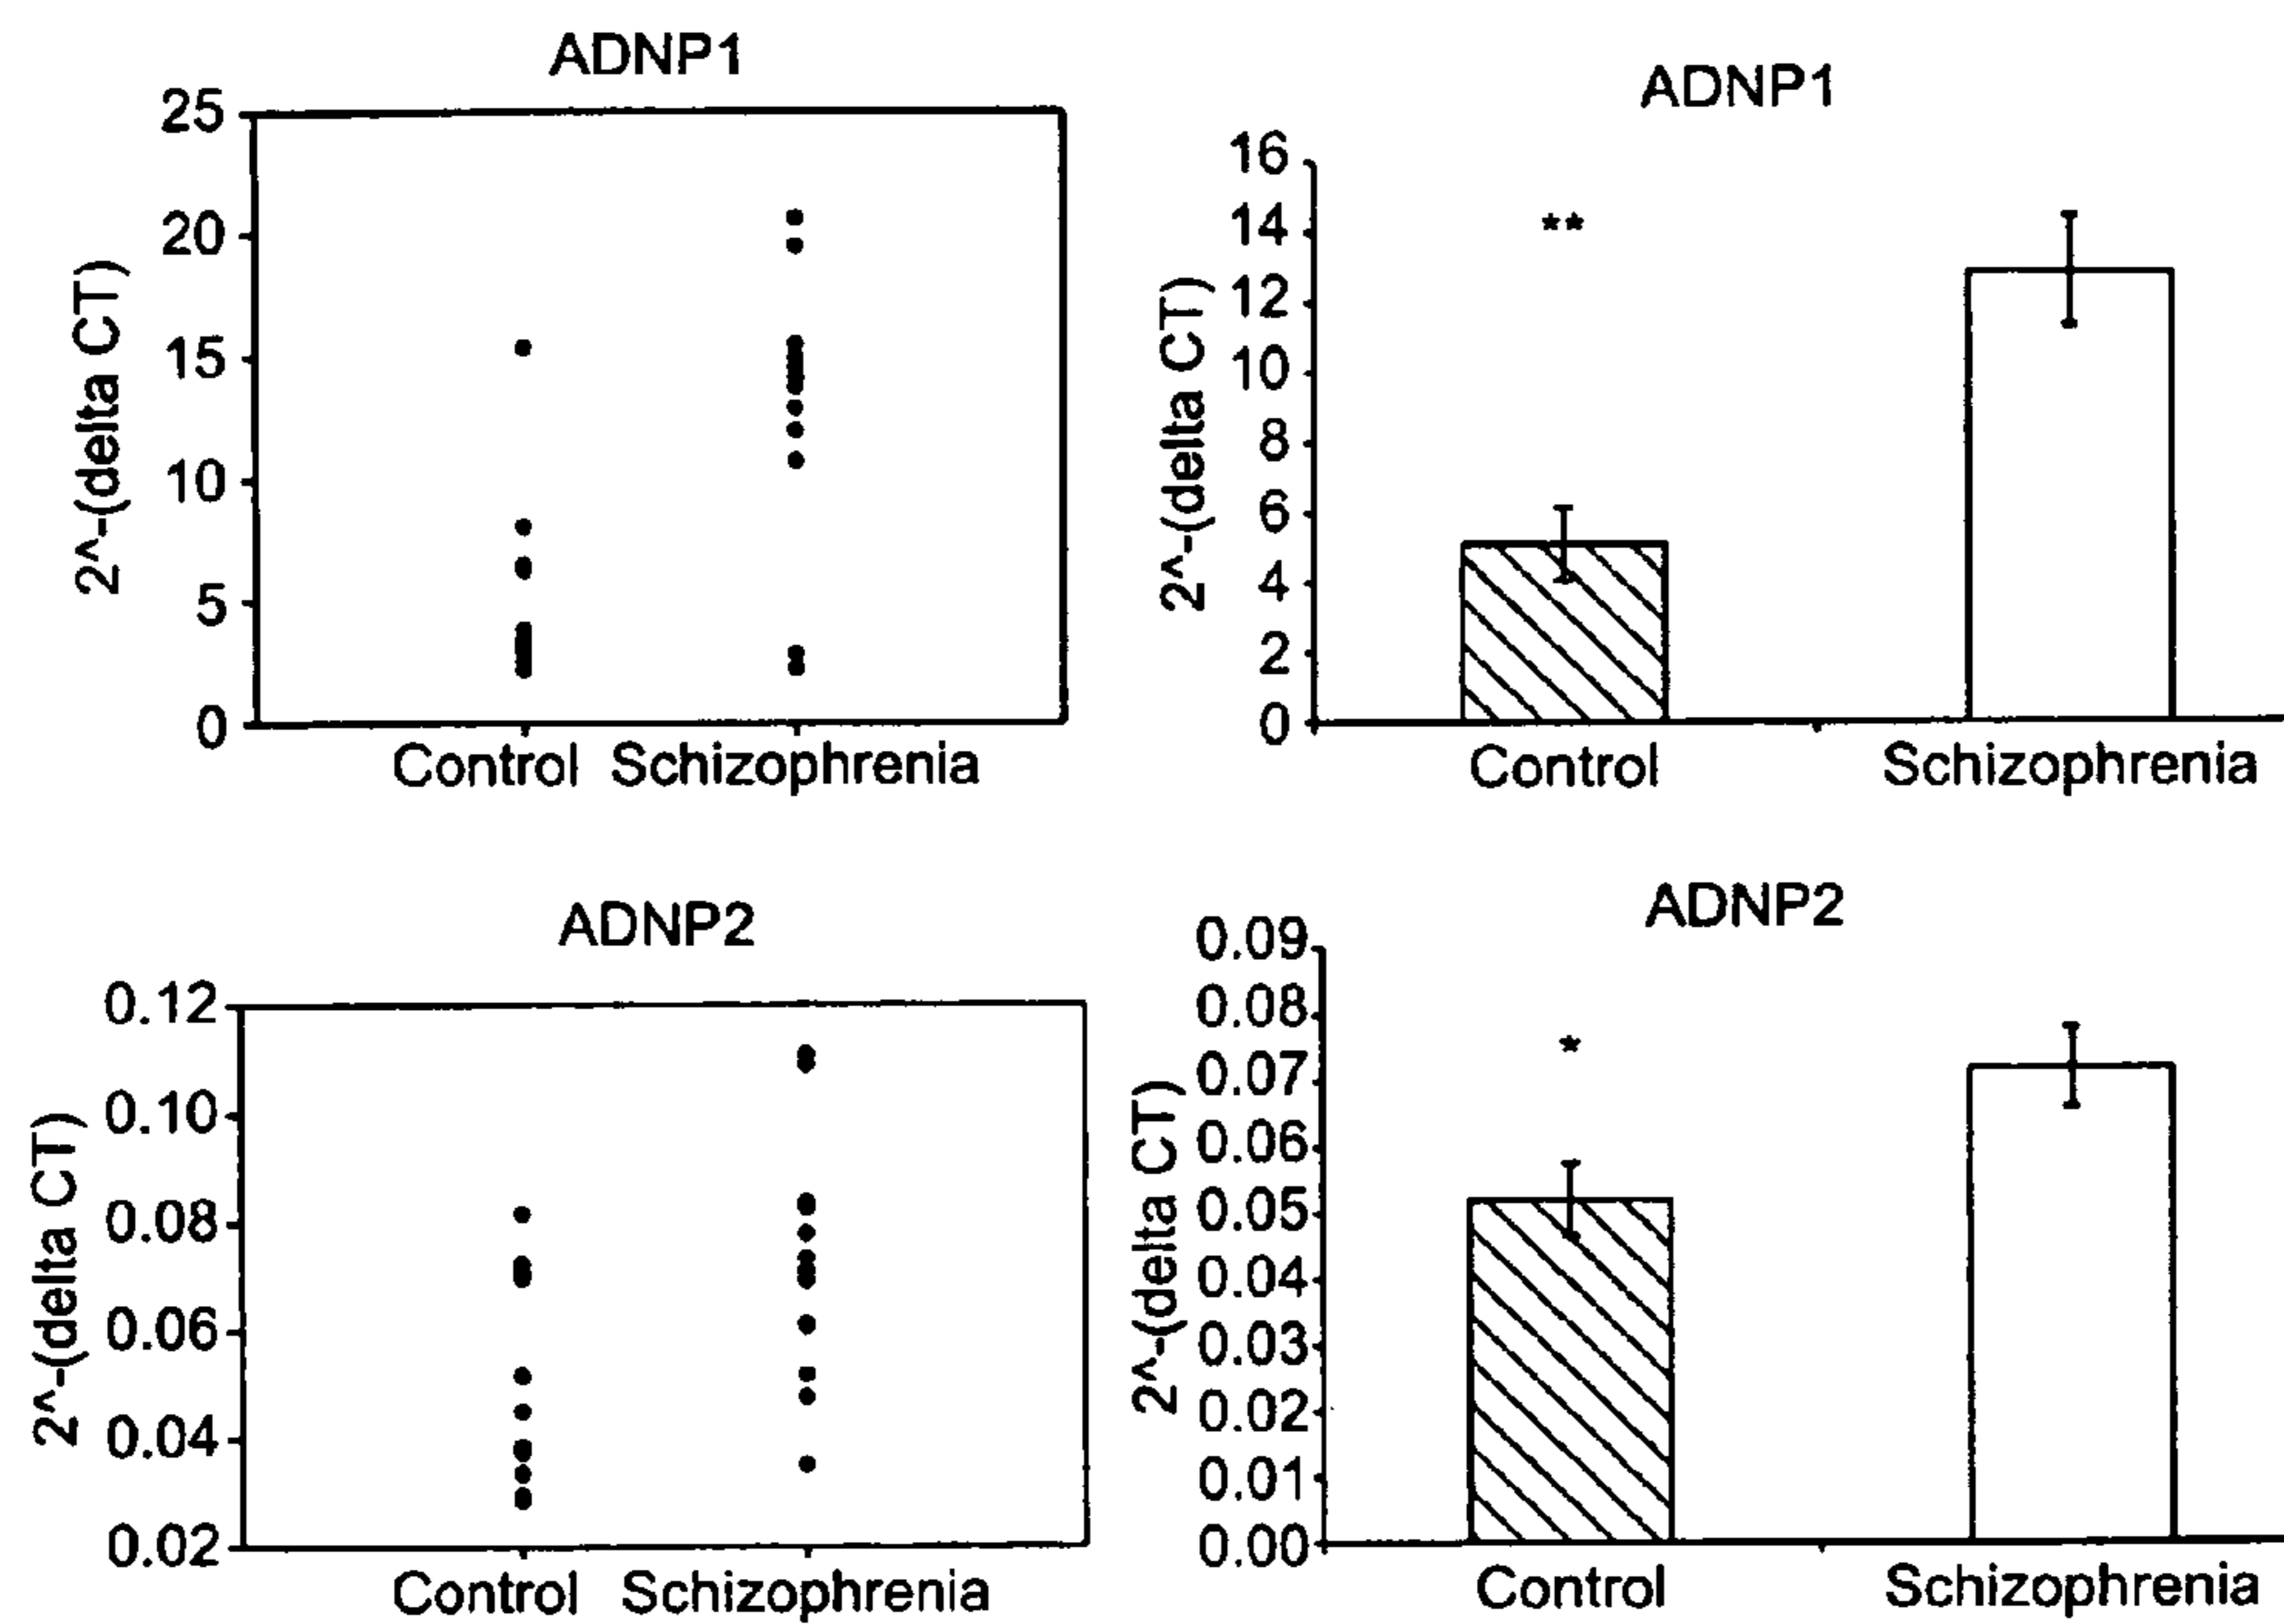 ADNP1
25
20
15
10
5
0
2^-(delta CT)
Control Schizophrenia
ADNP1
16
14
12
10
8
6
4
2
0
2^-(delta CT)
**
Control Schizophrenia
ADNP2
0.12
0.10
0.08
0.06
0.04
0.02
2^-(delta CT)
Control Schizophrenia
ADNP2
0.09
0.08
0.07
0.06
0.05
0.04
0.03
0.02
0.01
0.00
2^-(delta CT)
*
Control Schizophrenia